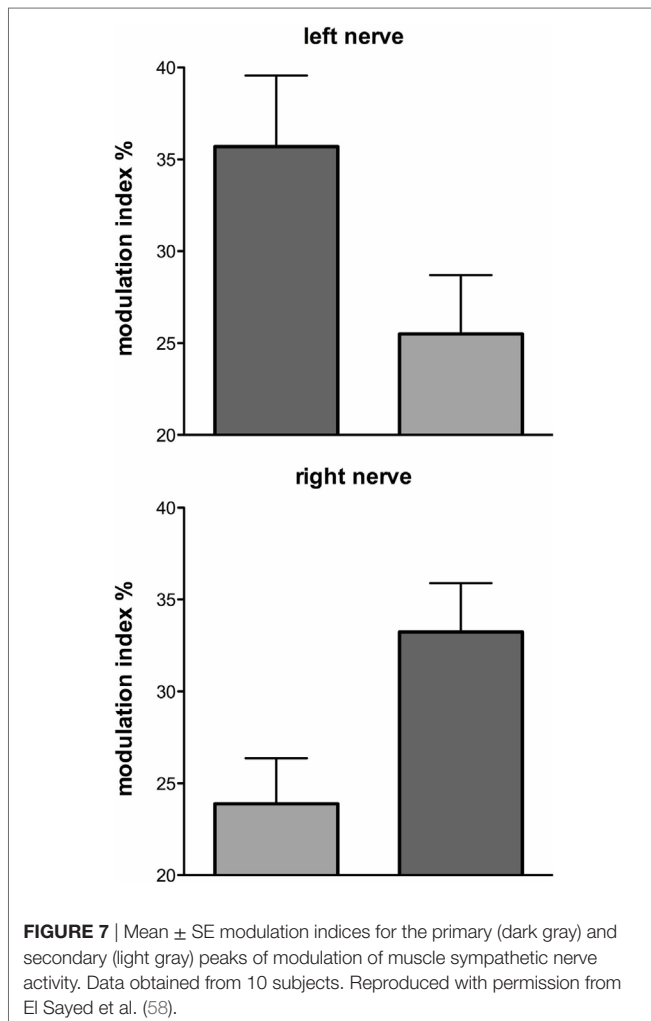 left nerve
40
35
30
25
20
modulation index %
right nerve
40
35
30
25
20
modulation index %
FIGURE 7 | Mean ± SE modulation indices for the primary (dark gray) and
secondary (light gray) peaks of modulation of muscle sympathetic nerve
activity. Data obtained from 10 subjects. Reproduced with permission from
El Sayed et al. (58).